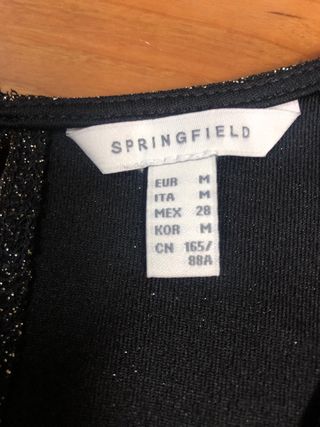 SPRINGFIELD
EUR M
ITA M
MEX 28
KOR M
CN 165/
88A